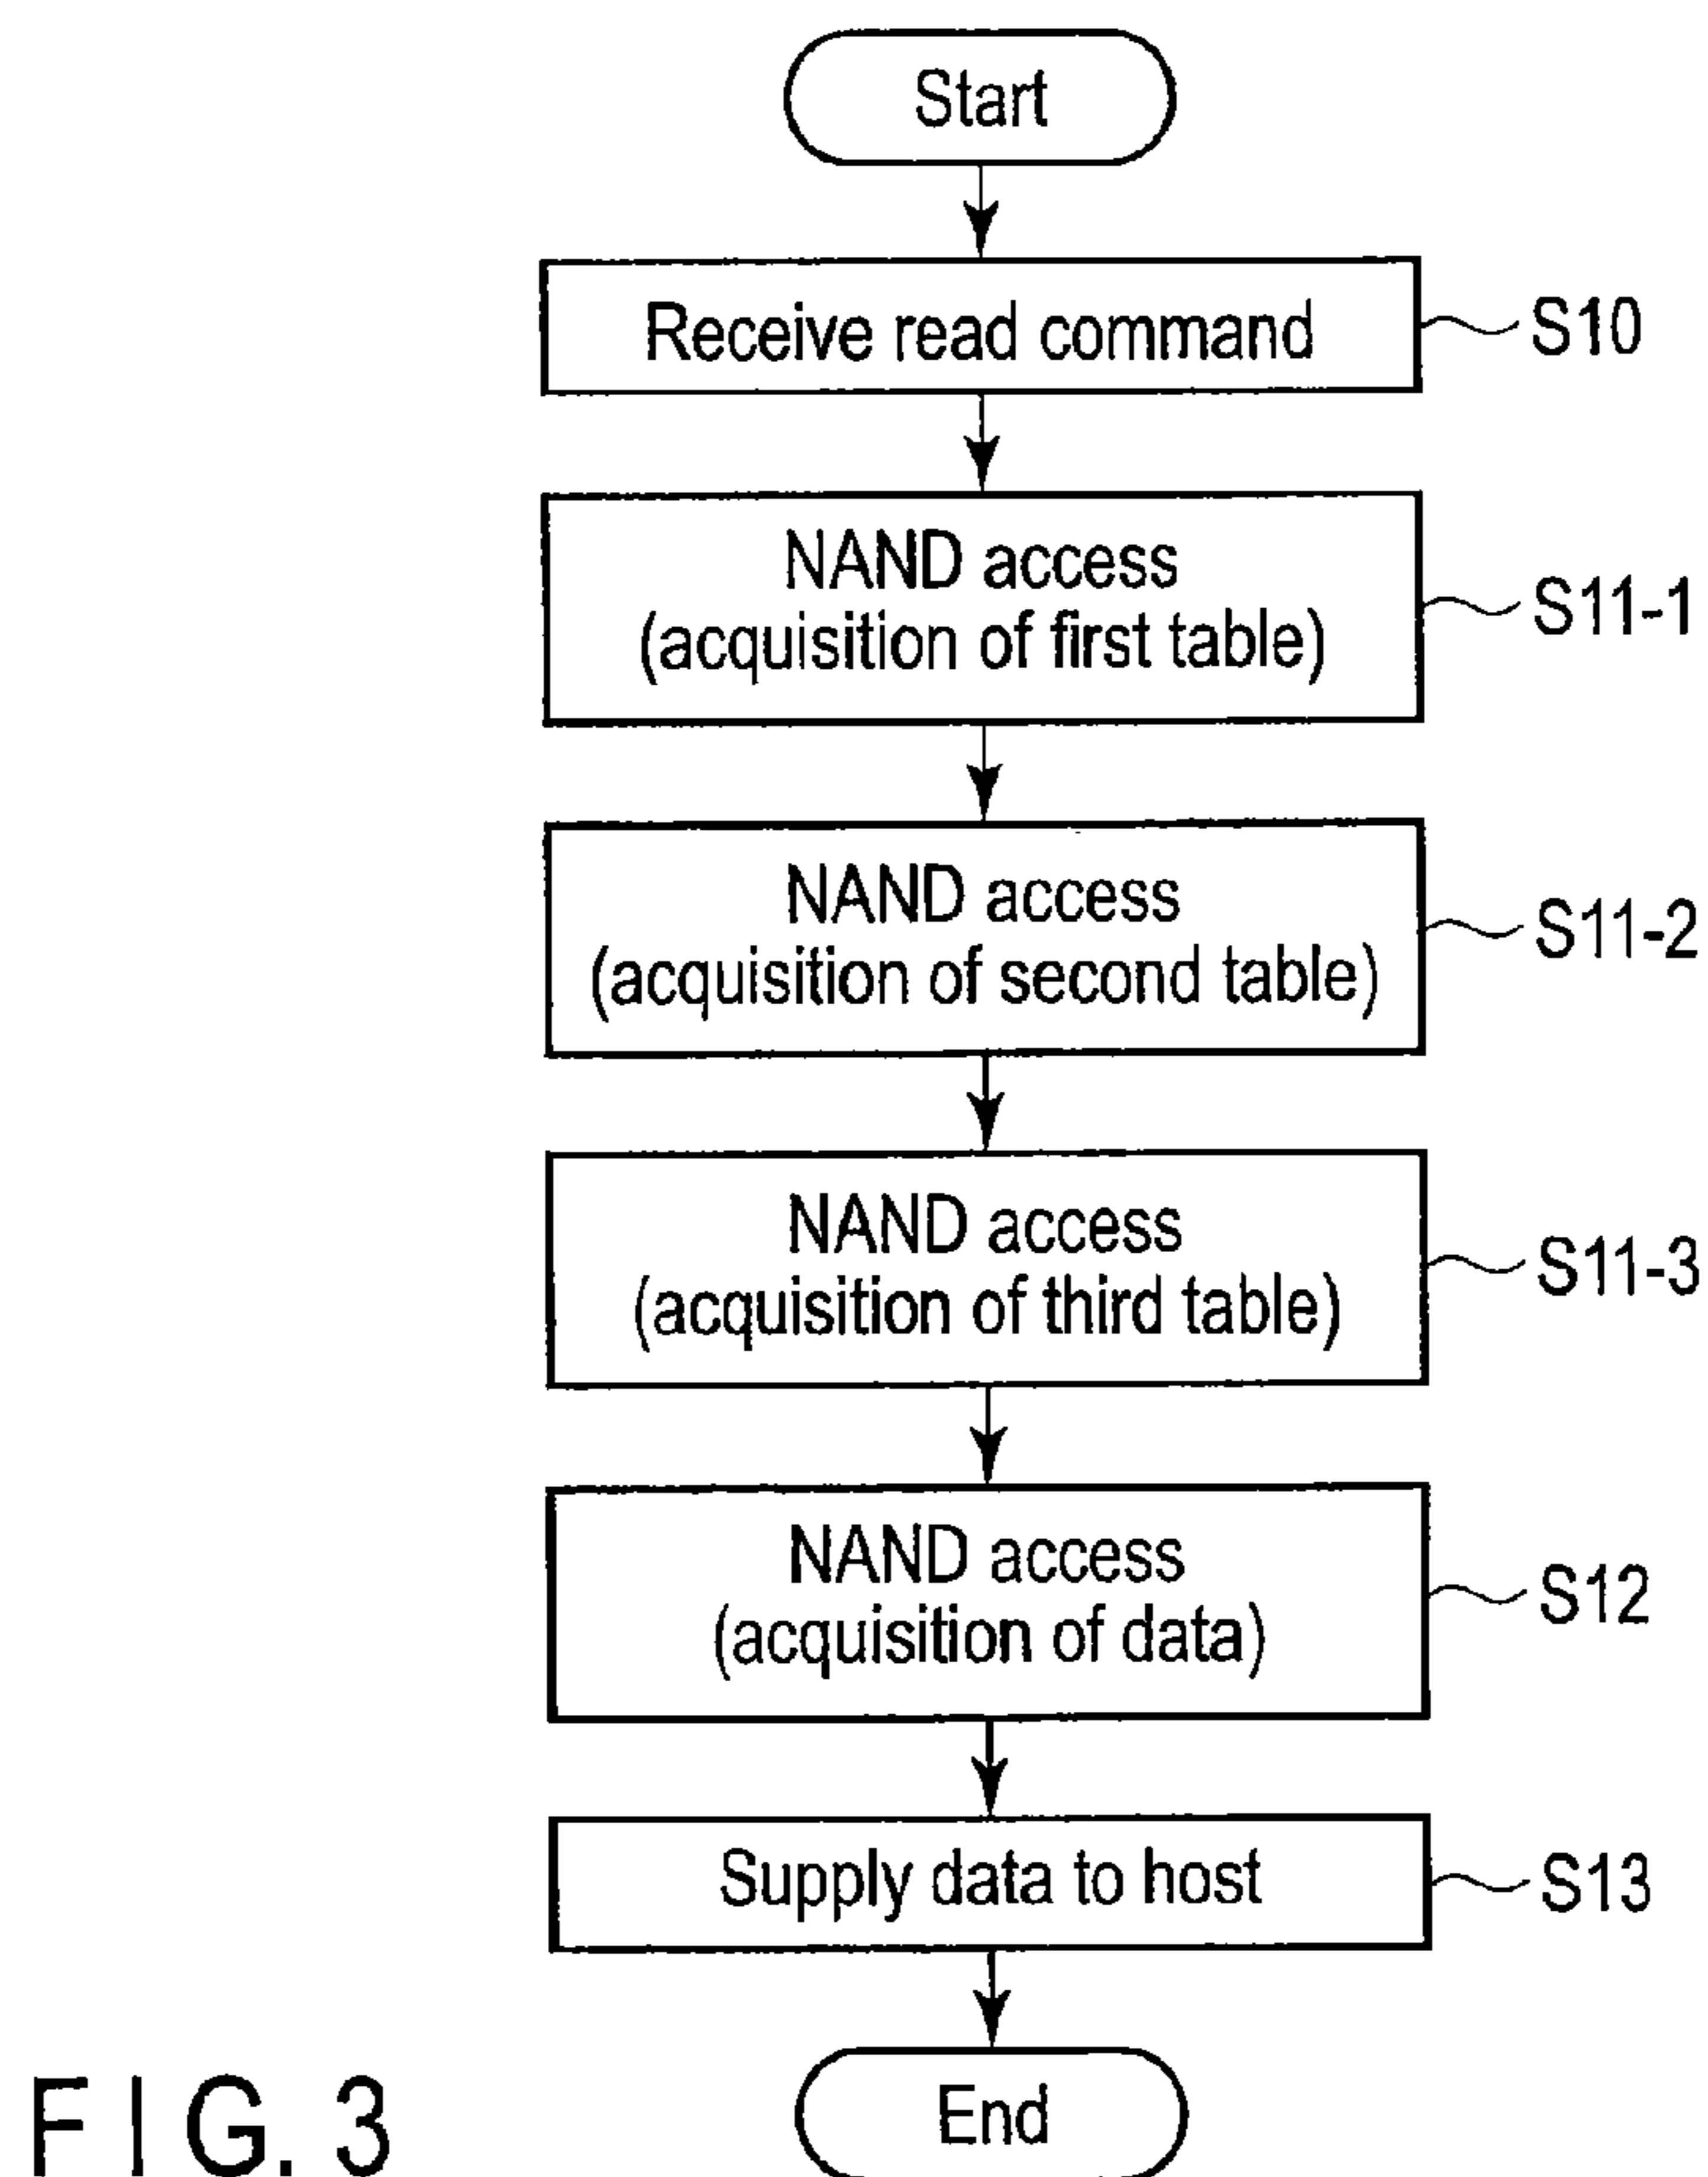 Start
Receive read command
S10
NAND access
(acquisition of first table)
S11-1
NAND access
(acquisition of second table)
S11-2
NAND access
(acquisition of third table)
S11-3
NAND access
(acquisition of data)
S12
Supply data to host
S13
End
FIG. 3